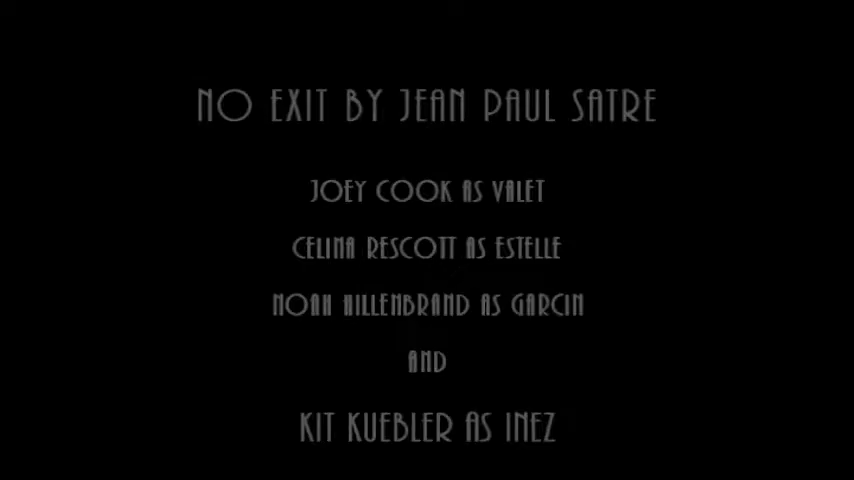 NO EXIT BY JEAN PAUL SATRE
JOEY COOK AS VALET
CELINA RESCOTT AS ESTELLE
NOAH HILLENBRAND AS GARCIN
AND
KIT KUEBLER AS INEZ